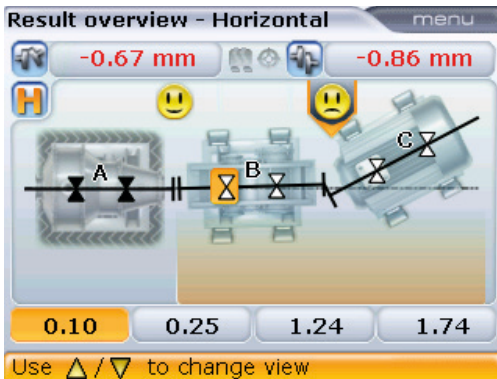 Result overview - Horizontal menu
-0.67 mm -0.86 mm
H
A B C
0.10 0.25 1.24 1.74
Use △/▽ to change view